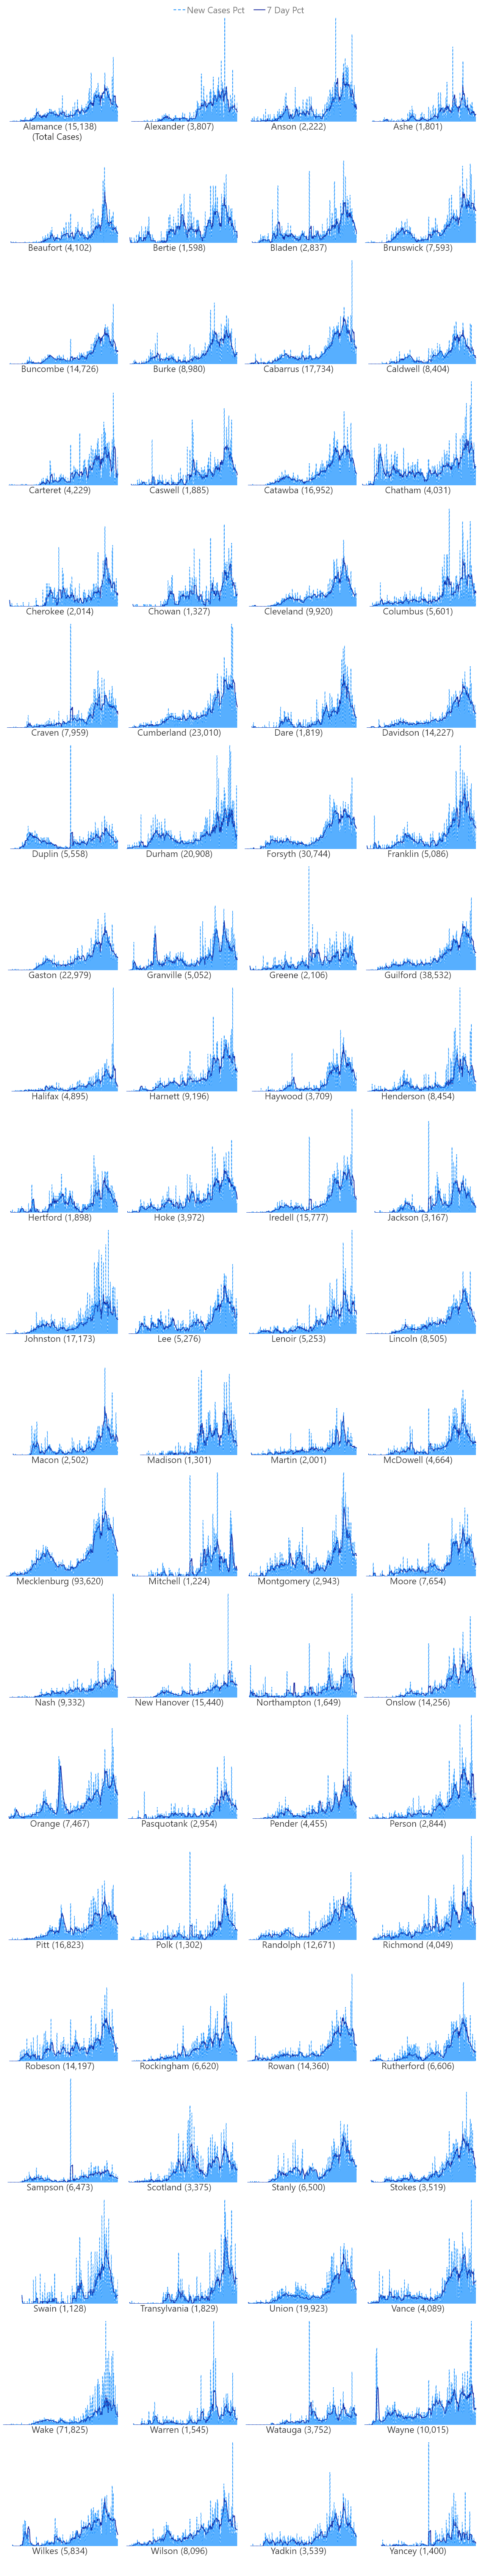 New Cases Pct 7 Day Pct
Alamance (15,138) Alexander (3,807) Anson (2,222) Ashe (1,801)
(Total Cases)
Beaufort (4,102) Bertie (1,598) Bladen (2,837) Brunswick (7,593)
Buncombe (14,726) Burke (8,980) Cabarrus (17,734) Caldwell (8,404)
Carteret (4,229) Caswell (1,885) Catawba (16,952) Chatham (4,031)
Cherokee (2,014) Chowan (1,327) Cleveland (9,920) Columbus (5,601)
Craven (7,959) Cumberland (23,010) Dare (1,819) Davidson (14,227)
Duplin (5,558) Durham (20,908) Forsyth (30,744) Franklin (5,086)
Gaston (22,979) Granville (5,052) Greene (2,106) Guilford (38,532)
Halifax (4,895) Harnett (9,196) Haywood (3,709) Henderson (8,454)
Hertford (1,898) Hoke (3,972) Iredell (15,777) Jackson (3,167)
Johnston (17,173) Lee (5,276) Lenoir (5,253) Lincoln (8,505)
Macon (2,502) Madison (1,301) Martin (2,001) McDowell (4,664)
Mecklenburg (93,620) Mitchell (1,224) Montgomery (2,943) Moore (7,654)
Nash (9,332) New Hanover (15,440) Northampton (1,649) Onslow (14,256)
Orange (7,467) Pasquotank (2,954) Pender (4,455) Person (2,844)
Pitt (16,823) Polk (1,302) Randolph (12,671) Richmond (4,049)
Robeson (14,197) Rockingham (6,620) Rowan (14,360) Rutherford (6,606)
Sampson (6,473) Scotland (3,375) Stanly (6,500) Stokes (3,519)
Swain (1,128) Transylvania (1,829) Union (19,923) Vance (4,089)
Wake (71,825) Warren (1,545) Watauga (3,752) Wayne (10,015)
Wilkes (5,834) Wilson (8,096) Yadkin (3,539) Yancey (1,400)